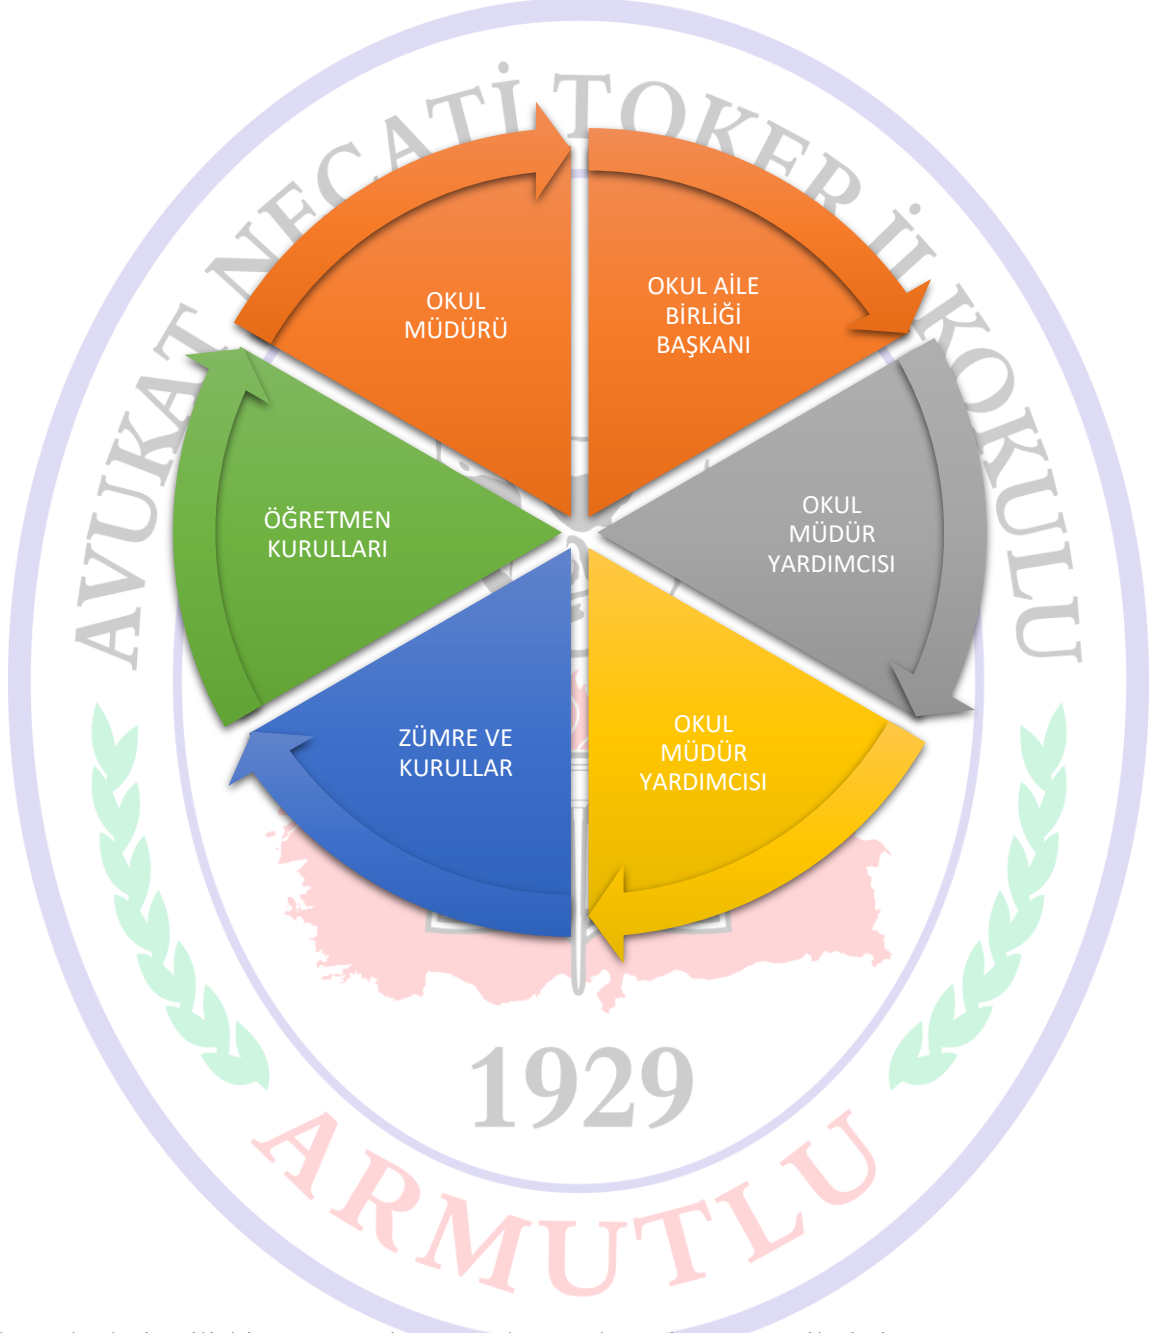 AVUKAT NECATİ TOKER İLKOKULU
OKUL
MÜDÜRÜ
OKUL AİLE
BİRLİĞİ
BAŞKANI
OKUL
MÜDÜR
YARDIMCISI
OKUL
MÜDÜR
YARDIMCISI
ZÜMRE VE
KURULLAR
ÖĞRETMEN
KURULLARI
1929
ARMUTLU